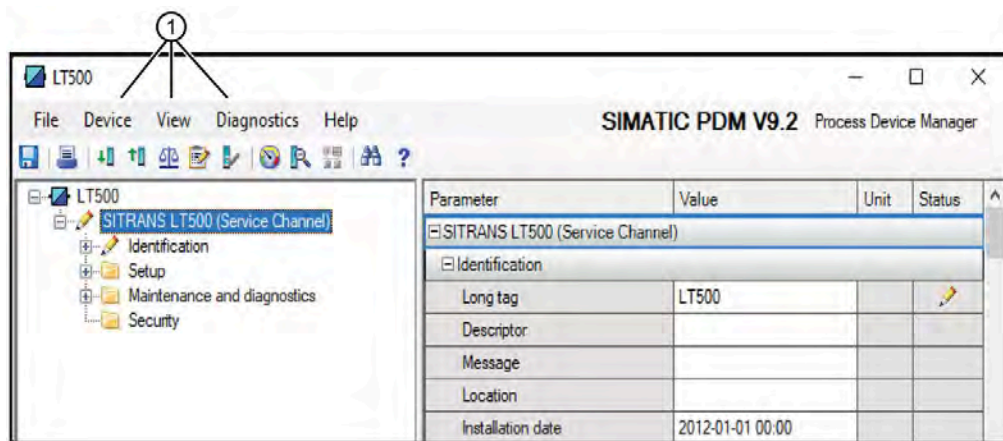 1
LT500
File Device View Diagnostics Help
SIMATIC PDM V9.2 Process Device Manager
?
LT500
SITRANS LT500 (Service Channel)
Identification
Setup
Maintenance and diagnostics
Security
Parameter Value Unit Status
SITRANS LT500 (Service Channel)
Identification
Long tag LT500
Descriptor
Message
Location
Installation date 2012-01-01 00:00